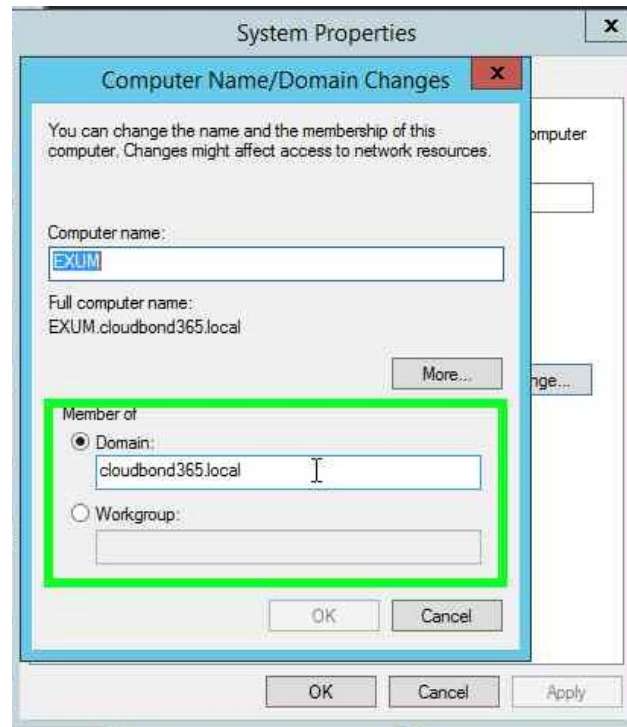 System Properties
x
Computer Name/Domain Changes
x
You can change the name and the membership of this
computer. Changes might affect access to network resources.
omputer
Computer name:
EXUM
Full computer name:
EXUM.cloudbond365.local
More...
nge...
Member of
Domain:
cloudbond365.local
Workgroup:
OK
Cancel
OK
Cancel
Apply